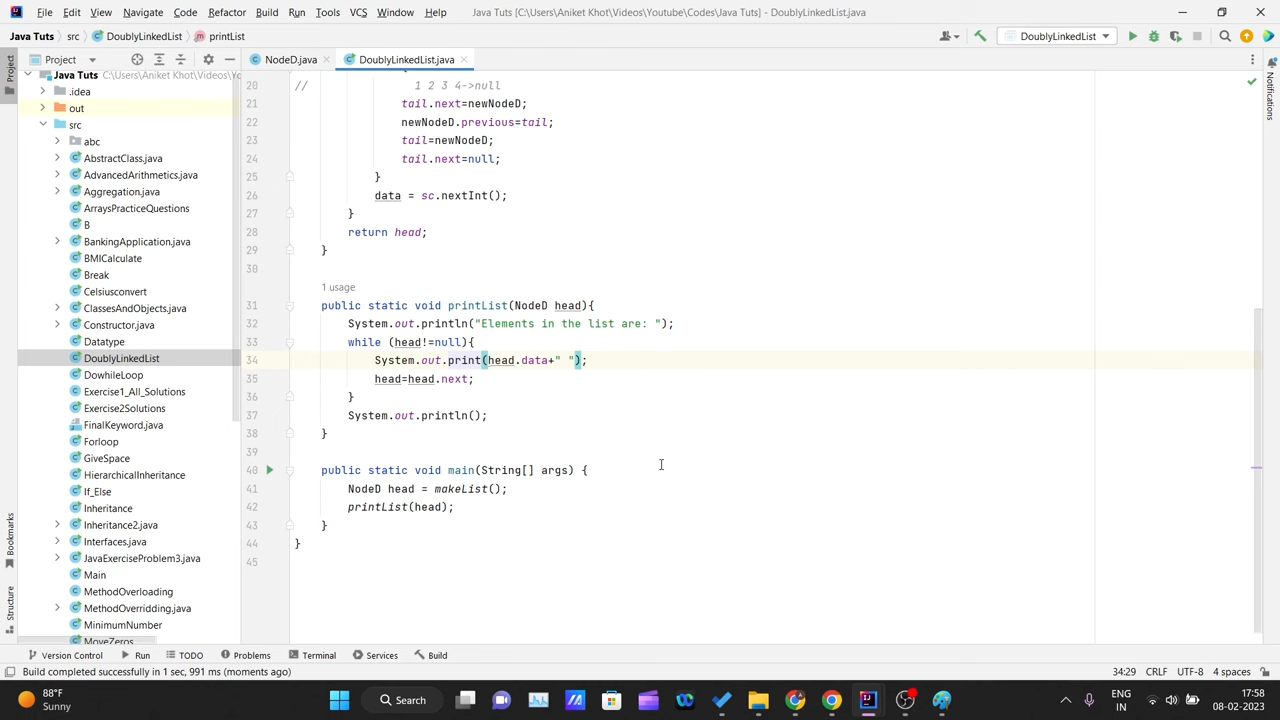 File Edit View Navigate Code Refactor Build Run Tools VCS Window Help Java Tuts [C:\Users\Aniket Khot\Videos\Youtube\Codes\Java Tuts] - DoublyLinkedList.java
Java Tuts src DoublyLinkedList printList DoublyLinkedList
Project NodeD.java DoublyLinkedList.java
Java Tuts C:\Users\Aniket Khot\Videos\Yo
.idea
out
src
abc
AbstractClass.java
AdvancedArithmetics.java
Aggregation.java
ArraysPracticeQuestions
B
BankingApplication.java
BMICalculate
Break
Celsiusconvert
ClassesAndObjects.java
Constructor.java
Datatype
DoublyLinkedList
DowhileLoop
Exercise1_All_Solutions
Exercise2Solutions
FinalKeyword.java
Forloop
GiveSpace
HierarchicalInheritance
If_Else
Inheritance
Inheritance2.java
Interfaces.java
JavaExerciseProblem3.java
Main
MethodOverloading
MethodOverridding.java
MinimumNumber
MoveZeros
20 //              1 2 3 4->null
21 tail.next=newNodeD;
22 newNodeD.previous=tail;
23 tail=newNodeD;
24 tail.next=null;
25 }
26 data = sc.nextInt();
27 }
28 return head;
29 }
30
1 usage
31 public static void printList(NodeD head){
32 System.out.println("Elements in the list are: ");
33 while (head!=null){
34 System.out.print(head.data+" ");
35 head=head.next;
36 }
37 System.out.println();
38 }
39
40 public static void main(String[] args) {
41 NodeD head = makeList();
42 printList(head);
43 }
44 }
45
Project
Bookmarks
Structure
Notifications
Version Control Run TODO Problems Terminal Services Build
Build completed successfully in 1 sec, 991 ms (moments ago) 34:29 CRLF UTF-8 4 spaces
88°F
Sunny
Search
ENG
IN
17:58
08-02-2023